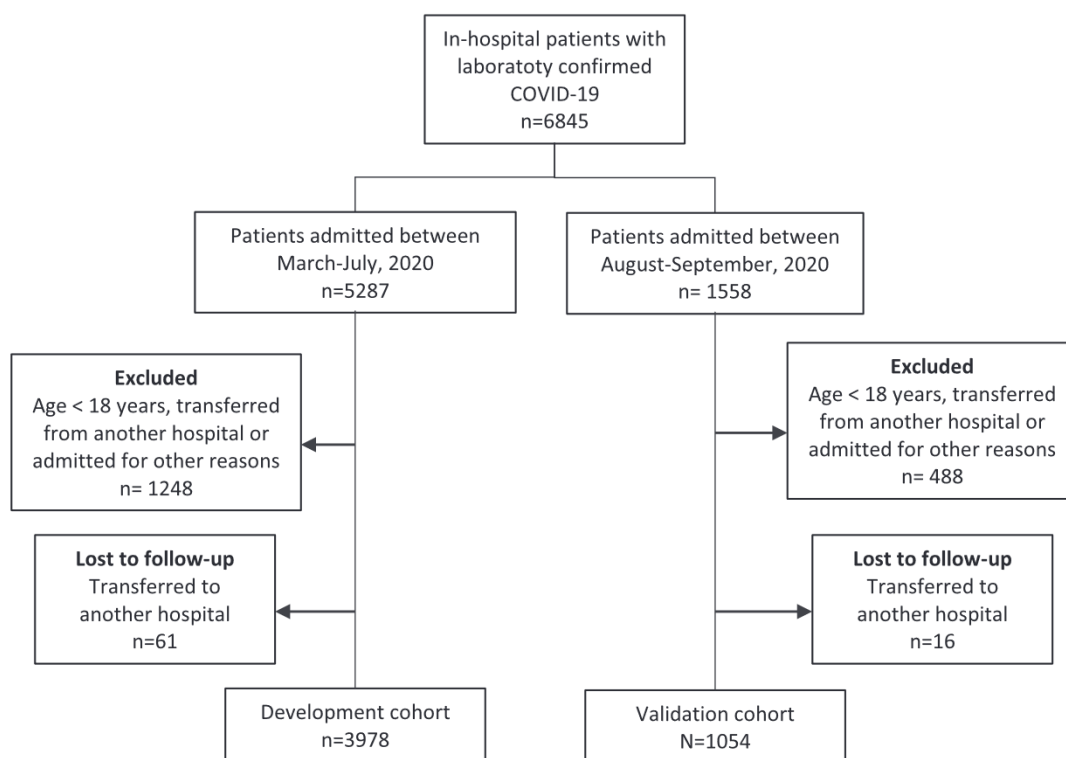 In-hospital patients with
laboratoty confirmed
COVID-19
n=6845
Patients admitted between
March-July, 2020
n=5287
Patients admitted between
August-September, 2020
n= 1558
Excluded
Age < 18 years, transferred
from another hospital or
admitted for other reasons
n= 1248
Excluded
Age < 18 years, transferred
from another hospital or
admitted for other reasons
n= 488
Lost to follow-up
Transferred to
another hospital
n=61
Lost to follow-up
Transferred to
another hospital
n=16
Development cohort
n=3978
Validation cohort
N=1054